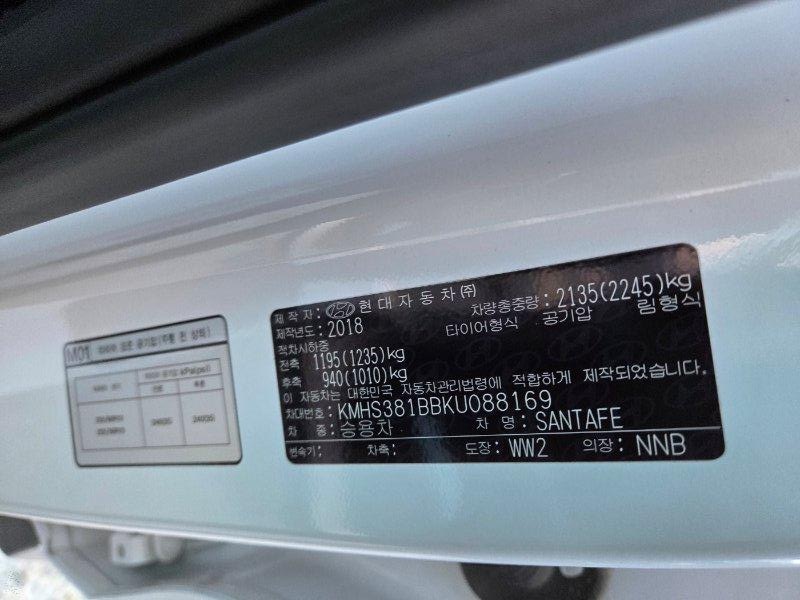 제 작 자: 현대자동차㈜
차량총중량: 2135(2245)kg
제작년도: 2018
타이어형식 공기압 림형식
적차시하중
전축 1195(1235)kg
후축 940(1010)kg
이 자동차는 대한민국 자동차관리법령에 적합하게 제작되었습니다.
차대번호: KMHS381BBKU088169
차 종: 승용차 차 명: SANTAFE
변속기: 차축: 도장: WW2 의장: NNB
M01